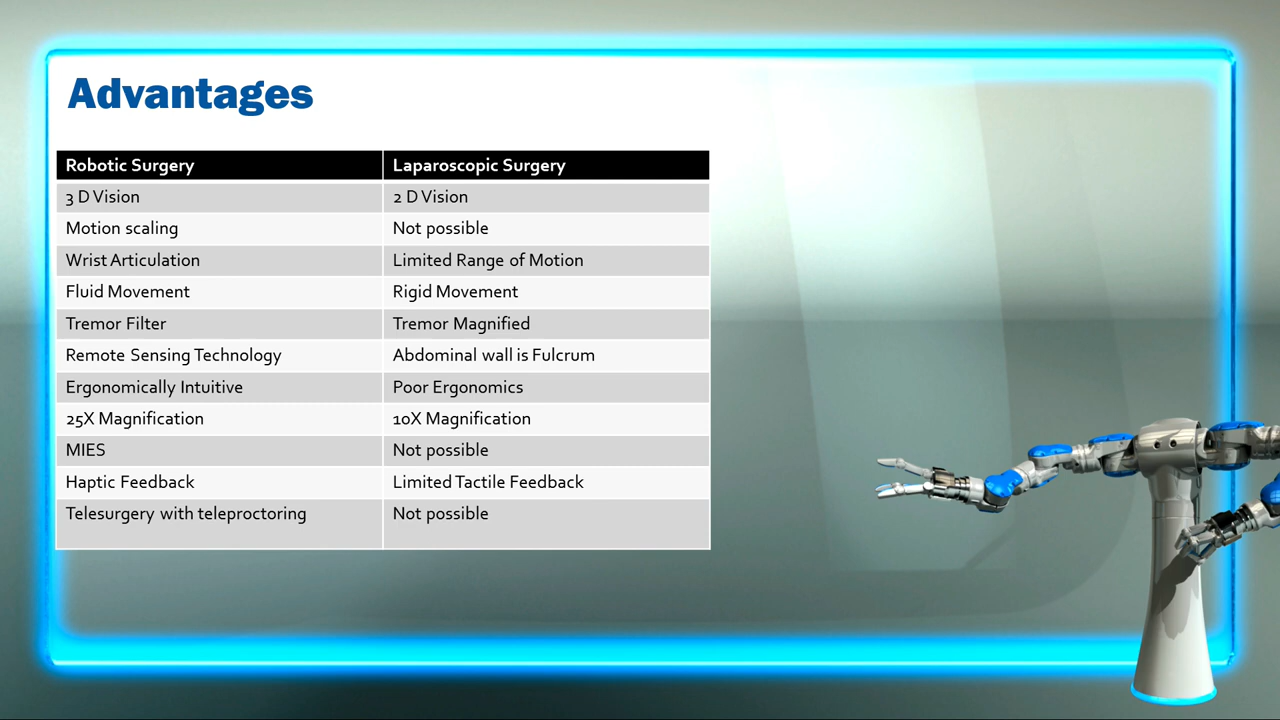 Advantages
Robotic Surgery Laparoscopic Surgery
3 D Vision 2 D Vision
Motion scaling Not possible
Wrist Articulation Limited Range of Motion
Fluid Movement Rigid Movement
Tremor Filter Tremor Magnified
Remote Sensing Technology Abdominal wall is Fulcrum
Ergonomically Intuitive Poor Ergonomics
25X Magnification 10X Magnification
MIES Not possible
Haptic Feedback Limited Tactile Feedback
Telesurgery with teleproctoring Not possible